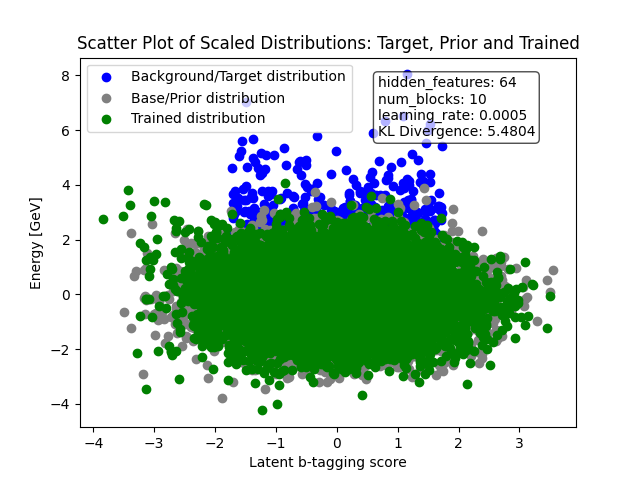 Scatter Plot of Scaled Distributions: Target, Prior and Trained
Background/Target distribution
Base/Prior distribution
Trained distribution
hidden_features: 64
num_blocks: 10
learning_rate: 0.0005
KL Divergence: 5.4804
8
6
4
2
0
−2
−4
Energy [GeV]
−4 −3 −2 −1 0 1 2 3
Latent b-tagging score